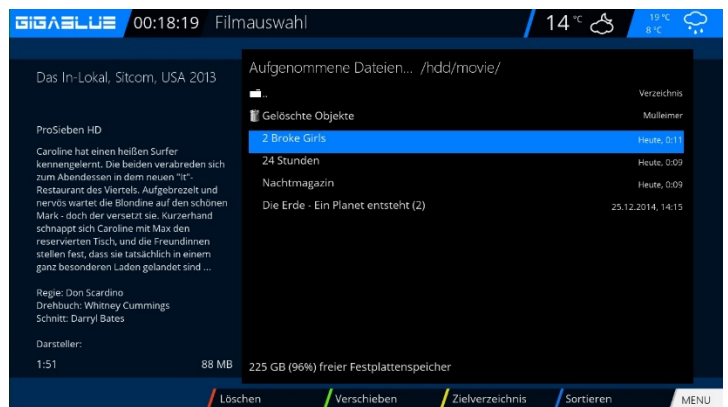 GIGABLUE 00:18:19 Filmauswahl 14 °C 19 °C
8 °C
Das In-Lokal, Sitcom, USA 2013
ProSieben HD
Caroline hat einen heißen Surfer
kennengelernt. Die beiden verabreden sich
zum Abendessen in dem neuen "It"-
Restaurant des Viertels. Aufgebrezelt und
nervös wartet die Blondine auf den schönen
Mark - doch der versetzt sie. Kurzerhand
schnappt sich Caroline mit Max den
reservierten Tisch, und die Freundinnen
stellen fest, dass sie tatsächlich in einem
ganz besonderen Laden gelandet sind ...
Regie: Don Scardino
Drehbuch: Whitney Cummings
Schnitt: Darryl Bates
Darsteller:
1:51 88 MB
Aufgenommene Dateien... /hdd/movie/
.. Verzeichnis
Gelöschte Objekte Mülleimer
2 Broke Girls Heute, 0:11
24 Stunden Heute, 0:09
Nachtmagazin Heute, 0:09
Die Erde - Ein Planet entsteht (2) 25.12.2014, 14:15
225 GB (96%) freier Festplattenspeicher
Löschen Verschieben Zielverzeichnis Sortieren MENU